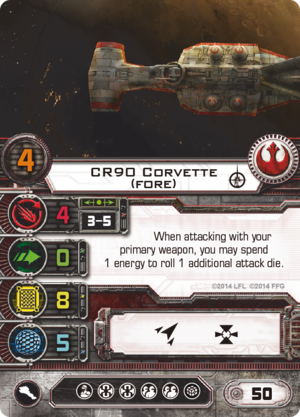 4
CR90 CORVETTE
(FORE)
4
3-5
When attacking with your
primary weapon, you may spend
1 energy to roll 1 additional attack die.
0
©2014 LFL ©2014 FFG
8
5
50